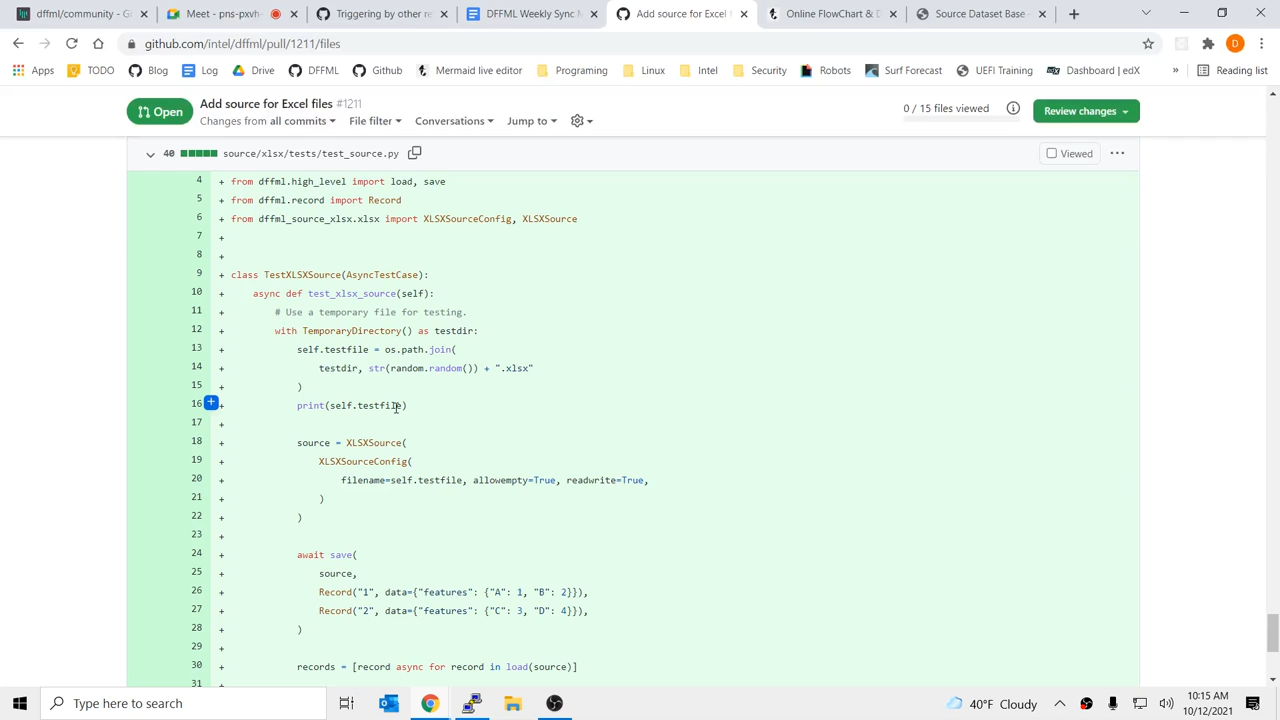 dffml/community - G
Meet - pns-pxvh-
Triggering by other re
DFFML Weekly Sync M
Add source for Excel f
Online FlowChart & D
Source Dataset Base
github.com/intel/dffml/pull/1211/files
D
Apps TODO Blog Log Drive DFFML Github Mermaid live editor Programing Linux Intel Security Robots Surf Forecast UEFI Training Dashboard | edX » Reading list
Open
Add source for Excel files #1211
Changes from all commits File filter Conversations Jump to
0 / 15 files viewed
Review changes
40 source/xlsx/tests/test_source.py
Viewed
4 + from dffml.high_level import load, save
5 + from dffml.record import Record
6 + from dffml_source_xlsx.xlsx import XLSXSourceConfig, XLSXSource
7 +
8 +
9 + class TestXLSXSource(AsyncTestCase):
10 + async def test_xlsx_source(self):
11 + # Use a temporary file for testing.
12 + with TemporaryDirectory() as testdir:
13 + self.testfile = os.path.join(
14 + testdir, str(random.random()) + ".xlsx"
15 + )
16 + print(self.testfile)
17 +
18 + source = XLSXSource(
19 + XLSXSourceConfig(
20 + filename=self.testfile, allowempty=True, readwrite=True,
21 + )
22 + )
23 +
24 + await save(
25 + source,
26 + Record("1", data={"features": {"A": 1, "B": 2}}),
27 + Record("2", data={"features": {"C": 3, "D": 4}}),
28 + )
29 +
30 + records = [record async for record in load(source)]
31
Type here to search
40°F Cloudy
10:15 AM
10/12/2021